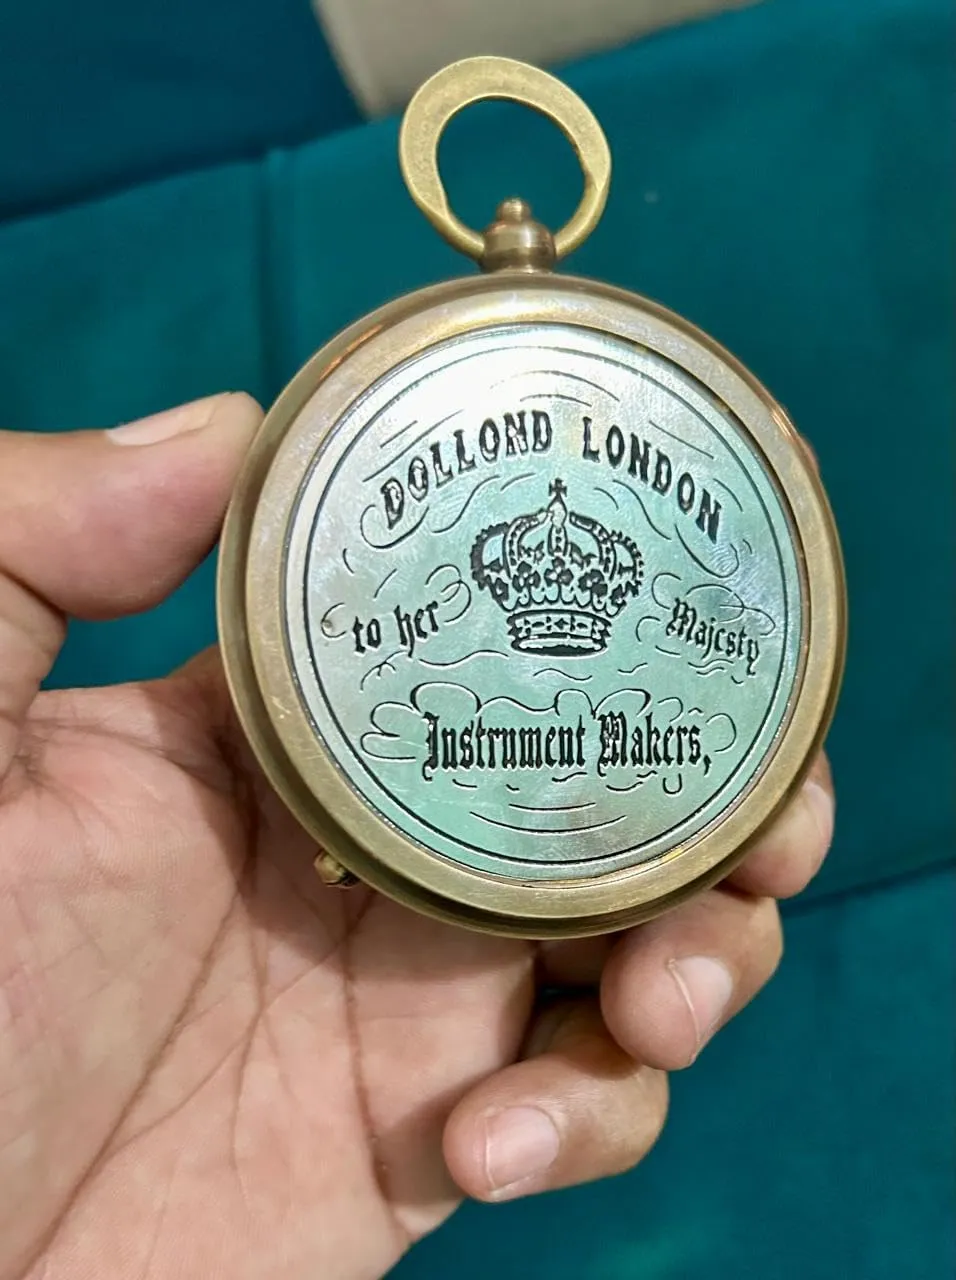 DOLLOND LONDON
to her Majesty
Instrument Makers,